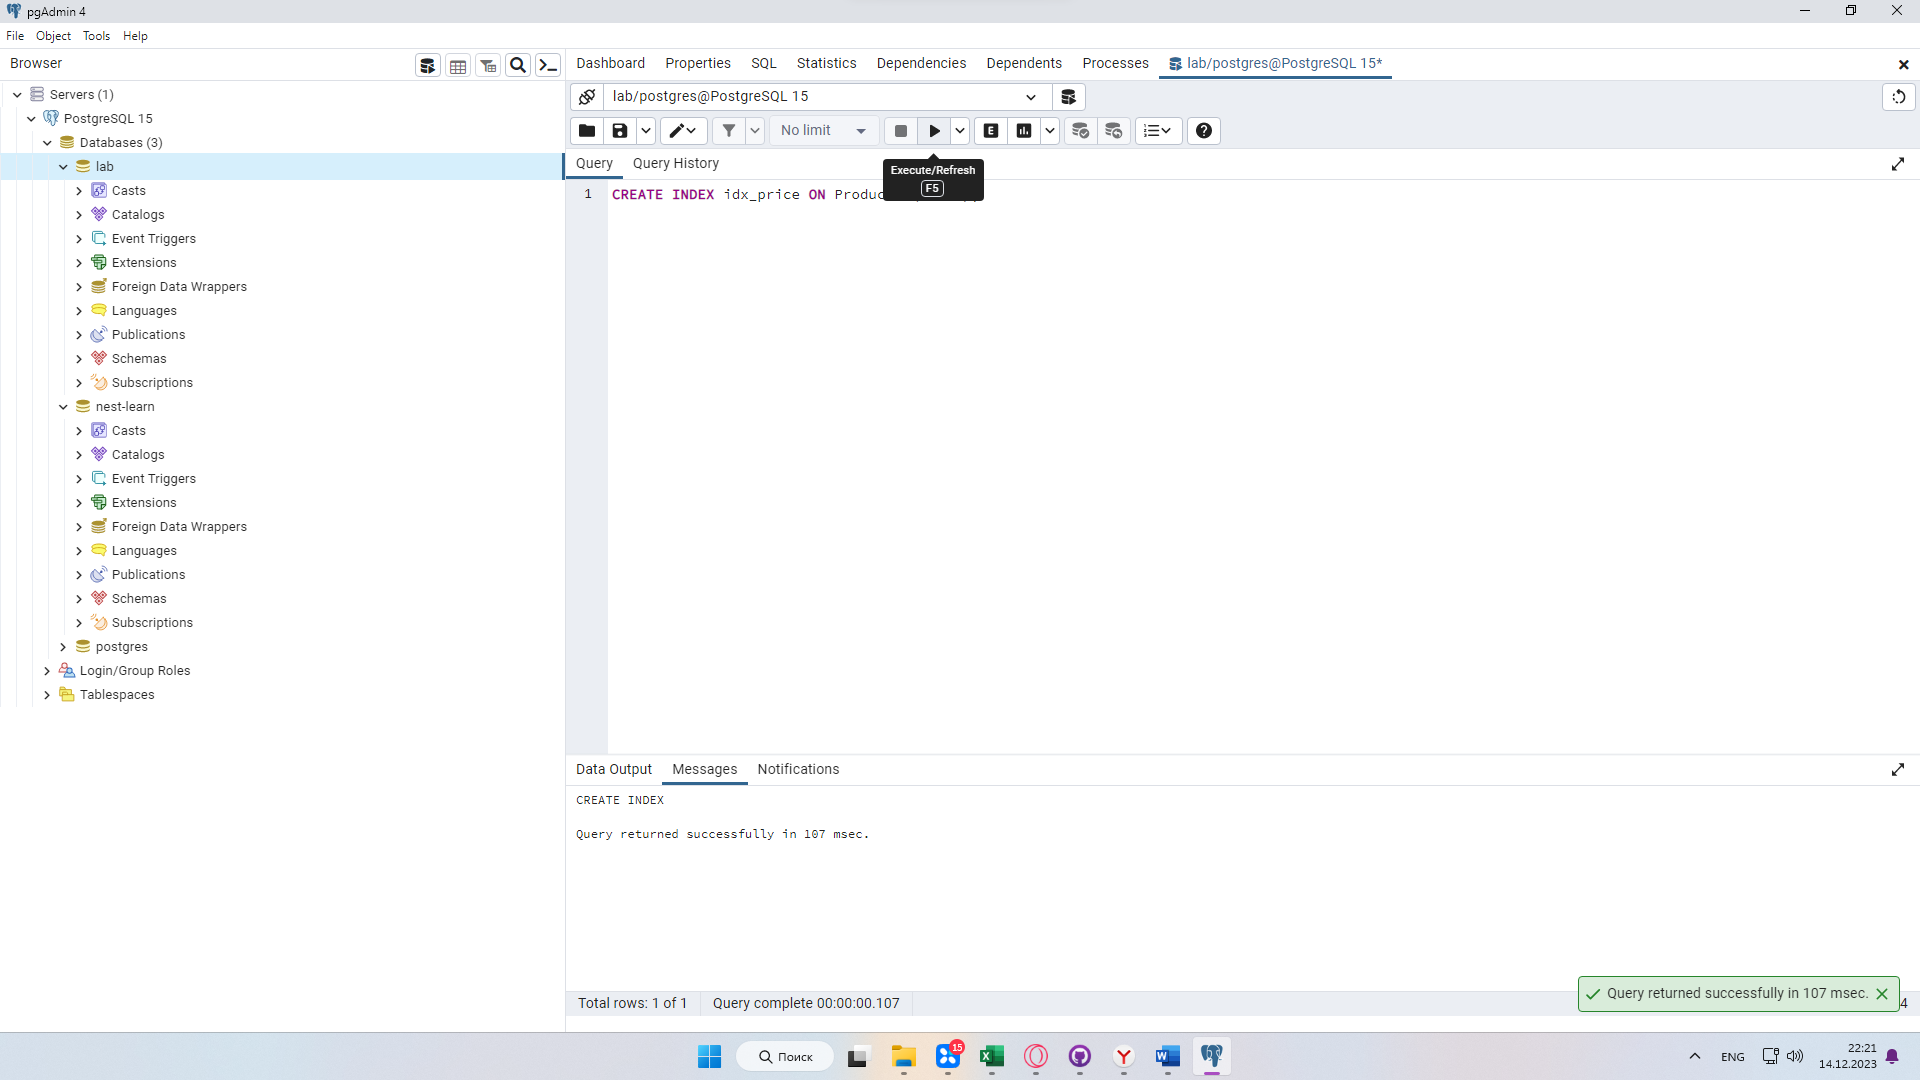 pgAdmin 4
File Object Tools Help
Browser
Dashboard Properties SQL Statistics Dependencies Dependents Processes lab/postgres@PostgreSQL 15*
Servers (1)
PostgreSQL 15
Databases (3)
lab
Casts
Catalogs
Event Triggers
Extensions
Foreign Data Wrappers
Languages
Publications
Schemas
Subscriptions
nest-learn
Casts
Catalogs
Event Triggers
Extensions
Foreign Data Wrappers
Languages
Publications
Schemas
Subscriptions
postgres
Login/Group Roles
Tablespaces
lab/postgres@PostgreSQL 15
No limit
E
Query Query History
Execute/Refresh
F5
1 CREATE INDEX idx_price ON Produc
Data Output Messages Notifications
CREATE INDEX
Query returned successfully in 107 msec.
Total rows: 1 of 1 Query complete 00:00:00.107
Query returned successfully in 107 msec.
4
Поиск
15
ENG
22:21
14.12.2023